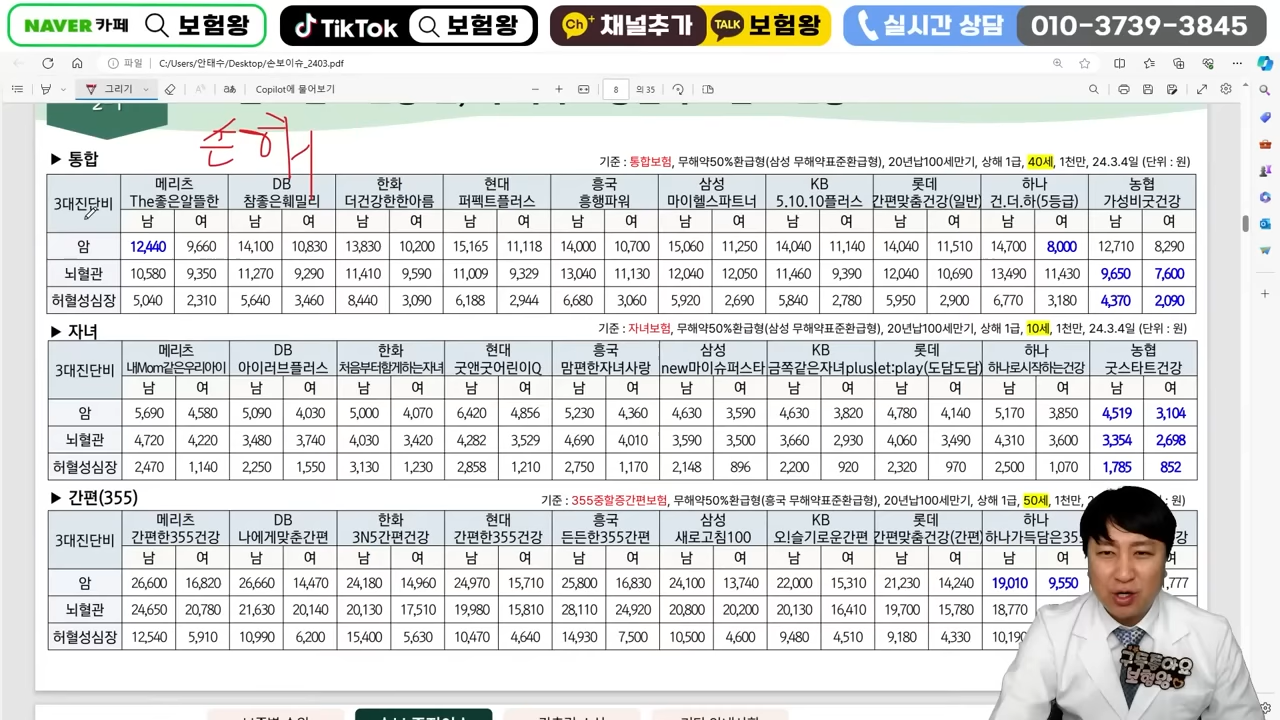 NAVER 카페 보험왕 TikTok 보험왕 Ch+ 채널추가 TALK 보험왕 실시간 상담 010-3739-3845
파일 C:/Users/안태수/Desktop/손보이슈_2403.pdf
그리기 Copilot에 물어보기 8 의 35
손해
▶ 통합
기준 : 통합보험, 무해약50%환급형(삼성 무해약표준환급형), 20년납100세만기, 상해 1급, 40세, 1천만, 24.3.4일 (단위 : 원)
3대진단비 메리츠 DB 한화 현대 흥국 삼성 KB 롯데 하나 농협
The좋은알뜰한 참좋은훼밀리 더건강한한아름 퍼펙트플러스 흥행파워 마이헬스파트너 5.10.10플러스 간편맞춤건강(일반) 건.더.하(5등급) 가성비굿건강
남 여 남 여 남 여 남 여 남 여 남 여 남 여 남 여 남 여 남 여
암 12,440 9,660 14,100 10,830 13,830 10,200 15,165 11,118 14,000 10,700 15,060 11,250 14,040 11,140 14,040 11,510 14,700 8,000 12,710 8,290
뇌혈관 10,580 9,350 11,270 9,290 11,410 9,590 11,009 9,329 13,040 11,130 12,040 12,050 11,460 9,390 12,040 10,690 13,490 11,430 9,650 7,600
허혈성심장 5,040 2,310 5,640 3,460 8,440 3,090 6,188 2,944 6,680 3,060 5,920 2,690 5,840 2,780 5,950 2,900 6,770 3,180 4,370 2,090
▶ 자녀
기준 : 자녀보험, 무해약50%환급형(삼성 무해약표준환급형), 20년납100세만기, 상해 1급, 10세, 1천만, 24.3.4일 (단위 : 원)
3대진단비 메리츠 DB 한화 현대 흥국 삼성 KB 롯데 하나 농협
내Mom같은우리아이 아이러브플러스 처음부터함께하는자녀 굿앤굿어린이Q 맘편한자녀사랑 new마이슈퍼스타 금쪽같은자녀plus let:play(도담도담) 하나로시작하는건강 굿스타트건강
남 여 남 여 남 여 남 여 남 여 남 여 남 여 남 여 남 여 남 여
암 5,690 4,580 5,090 4,030 5,000 4,070 6,420 4,856 5,230 4,360 4,630 3,590 4,630 3,820 4,780 4,140 5,170 3,850 4,519 3,104
뇌혈관 4,720 4,220 3,480 3,740 4,030 3,420 4,282 3,529 4,690 4,010 3,590 3,500 3,660 2,930 4,060 3,490 4,310 3,600 3,354 2,698
허혈성심장 2,470 1,140 2,250 1,550 3,130 1,230 2,858 1,210 2,750 1,170 2,148 896 2,200 920 2,320 970 2,500 1,070 1,785 852
▶ 간편(355)
기준 : 355중할증간편보험, 무해약50%환급형(흥국 무해약표준환급형), 20년납100세만기, 상해 1급, 50세, 1천만, 원)
3대진단비 메리츠 DB 한화 현대 흥국 삼성 KB 롯데 하나
간편한355건강 나에게맞춘간편 3N5간편건강 간편한355건강 든든한355간편 새로고침100 오!슬기로운간편 간편맞춤건강(간편)
남 여 남 여 남 여 남 여 남 여 남 여 남 여 남 여 남 여 여
암 26,600 16,820 26,660 14,470 24,180 14,960 24,970 15,710 25,800 16,830 24,100 13,740 22,000 15,310 21,230 14,240 19,010 9,550
뇌혈관 24,650 20,780 21,630 20,140 20,130 17,510 19,980 15,810 28,110 24,920 20,800 20,200 20,130 16,410 19,700 15,780 18,770
허혈성심장 12,540 5,910 10,990 6,200 15,400 5,630 10,470 4,640 14,930 7,500 10,500 4,600 9,480 4,510 9,180 4,330
구독좋아요
보험왕